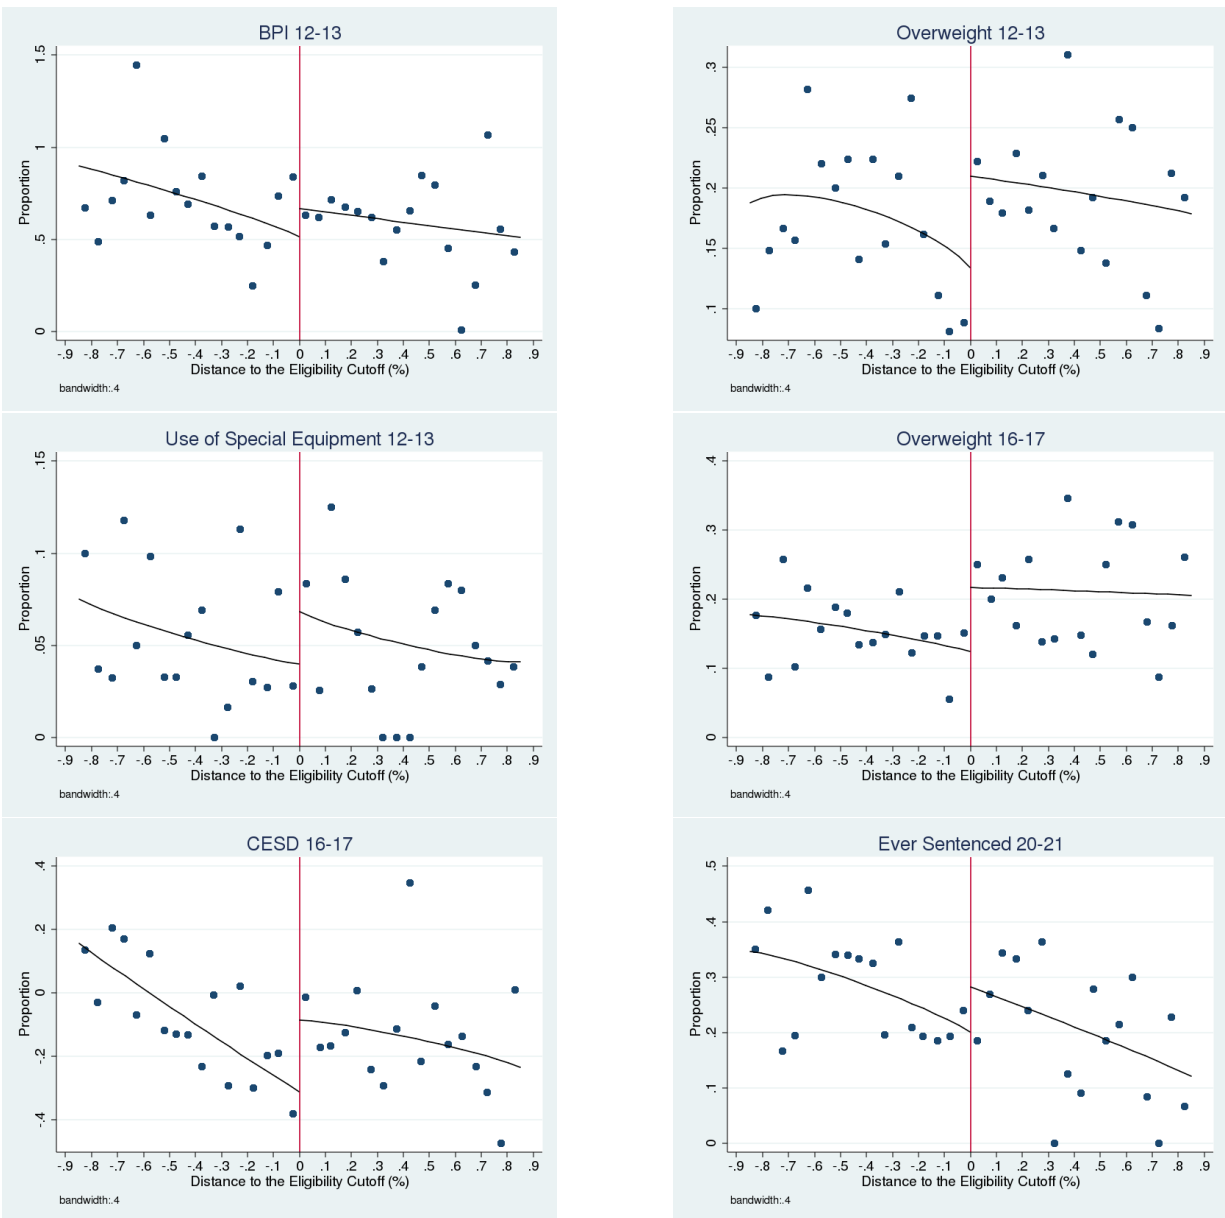 BPI 12-13
Proportion
0 .5 1 1.5
-.9 -.8 -.7 -.6 -.5 -.4 -.3 -.2 -.1 0 .1 .2 .3 .4 .5 .6 .7 .8 .9
Distance to the Eligibility Cutoff (%)
bandwidth:.4
Overweight 12-13
Proportion
.1 .15 .2 .25 .3
-.9 -.8 -.7 -.6 -.5 -.4 -.3 -.2 -.1 0 .1 .2 .3 .4 .5 .6 .7 .8 .9
Distance to the Eligibility Cutoff (%)
bandwidth:.4
Use of Special Equipment 12-13
Proportion
0 .05 .1 .15
-.9 -.8 -.7 -.6 -.5 -.4 -.3 -.2 -.1 0 .1 .2 .3 .4 .5 .6 .7 .8 .9
Distance to the Eligibility Cutoff (%)
bandwidth:.4
Overweight 16-17
Proportion
0 .1 .2 .3 .4
-.9 -.8 -.7 -.6 -.5 -.4 -.3 -.2 -.1 0 .1 .2 .3 .4 .5 .6 .7 .8 .9
Distance to the Eligibility Cutoff (%)
bandwidth:.4
CESD 16-17
Proportion
-.4 -.2 0 .2 .4
-.9 -.8 -.7 -.6 -.5 -.4 -.3 -.2 -.1 0 .1 .2 .3 .4 .5 .6 .7 .8 .9
Distance to the Eligibility Cutoff (%)
bandwidth:.4
Ever Sentenced 20-21
Proportion
0 .1 .2 .3 .4 .5
-.9 -.8 -.7 -.6 -.5 -.4 -.3 -.2 -.1 0 .1 .2 .3 .4 .5 .6 .7 .8 .9
Distance to the Eligibility Cutoff (%)
bandwidth:.4